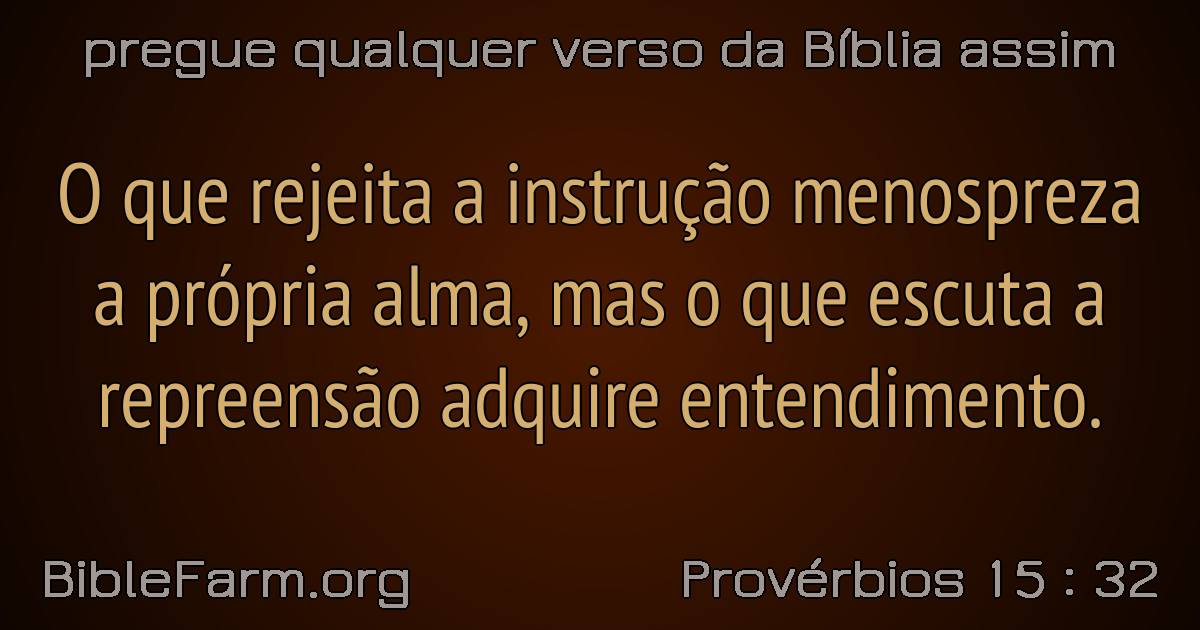 pregue qualquer verso da Bíblia assim
O que rejeita a instrução menospreza
a própria alma, mas o que escuta a
repreensão adquire entendimento.
BibleFarm.org
Provérbios 15 : 32